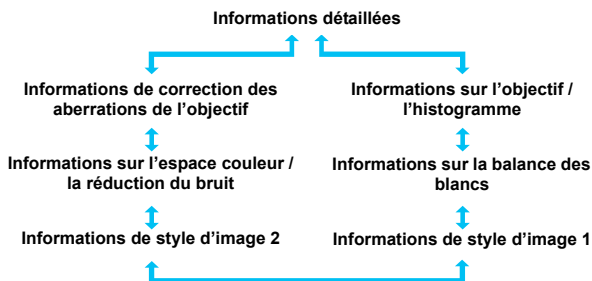 Informations détaillées
Informations de correction des
aberrations de l'objectif
Informations sur l'objectif /
l'histogramme
Informations sur l'espace couleur /
la réduction du bruit
Informations sur la balance des
blancs
Informations de style d'image 2
Informations de style d'image 1